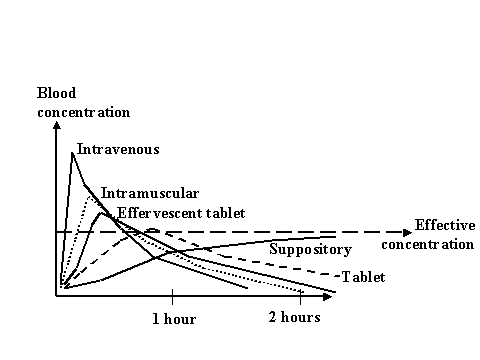 Blood
concentration
Intravenous
Intramuscular
Effervescent tablet
Effective
concentration
Suppository
Tablet
1 hour
2 hours